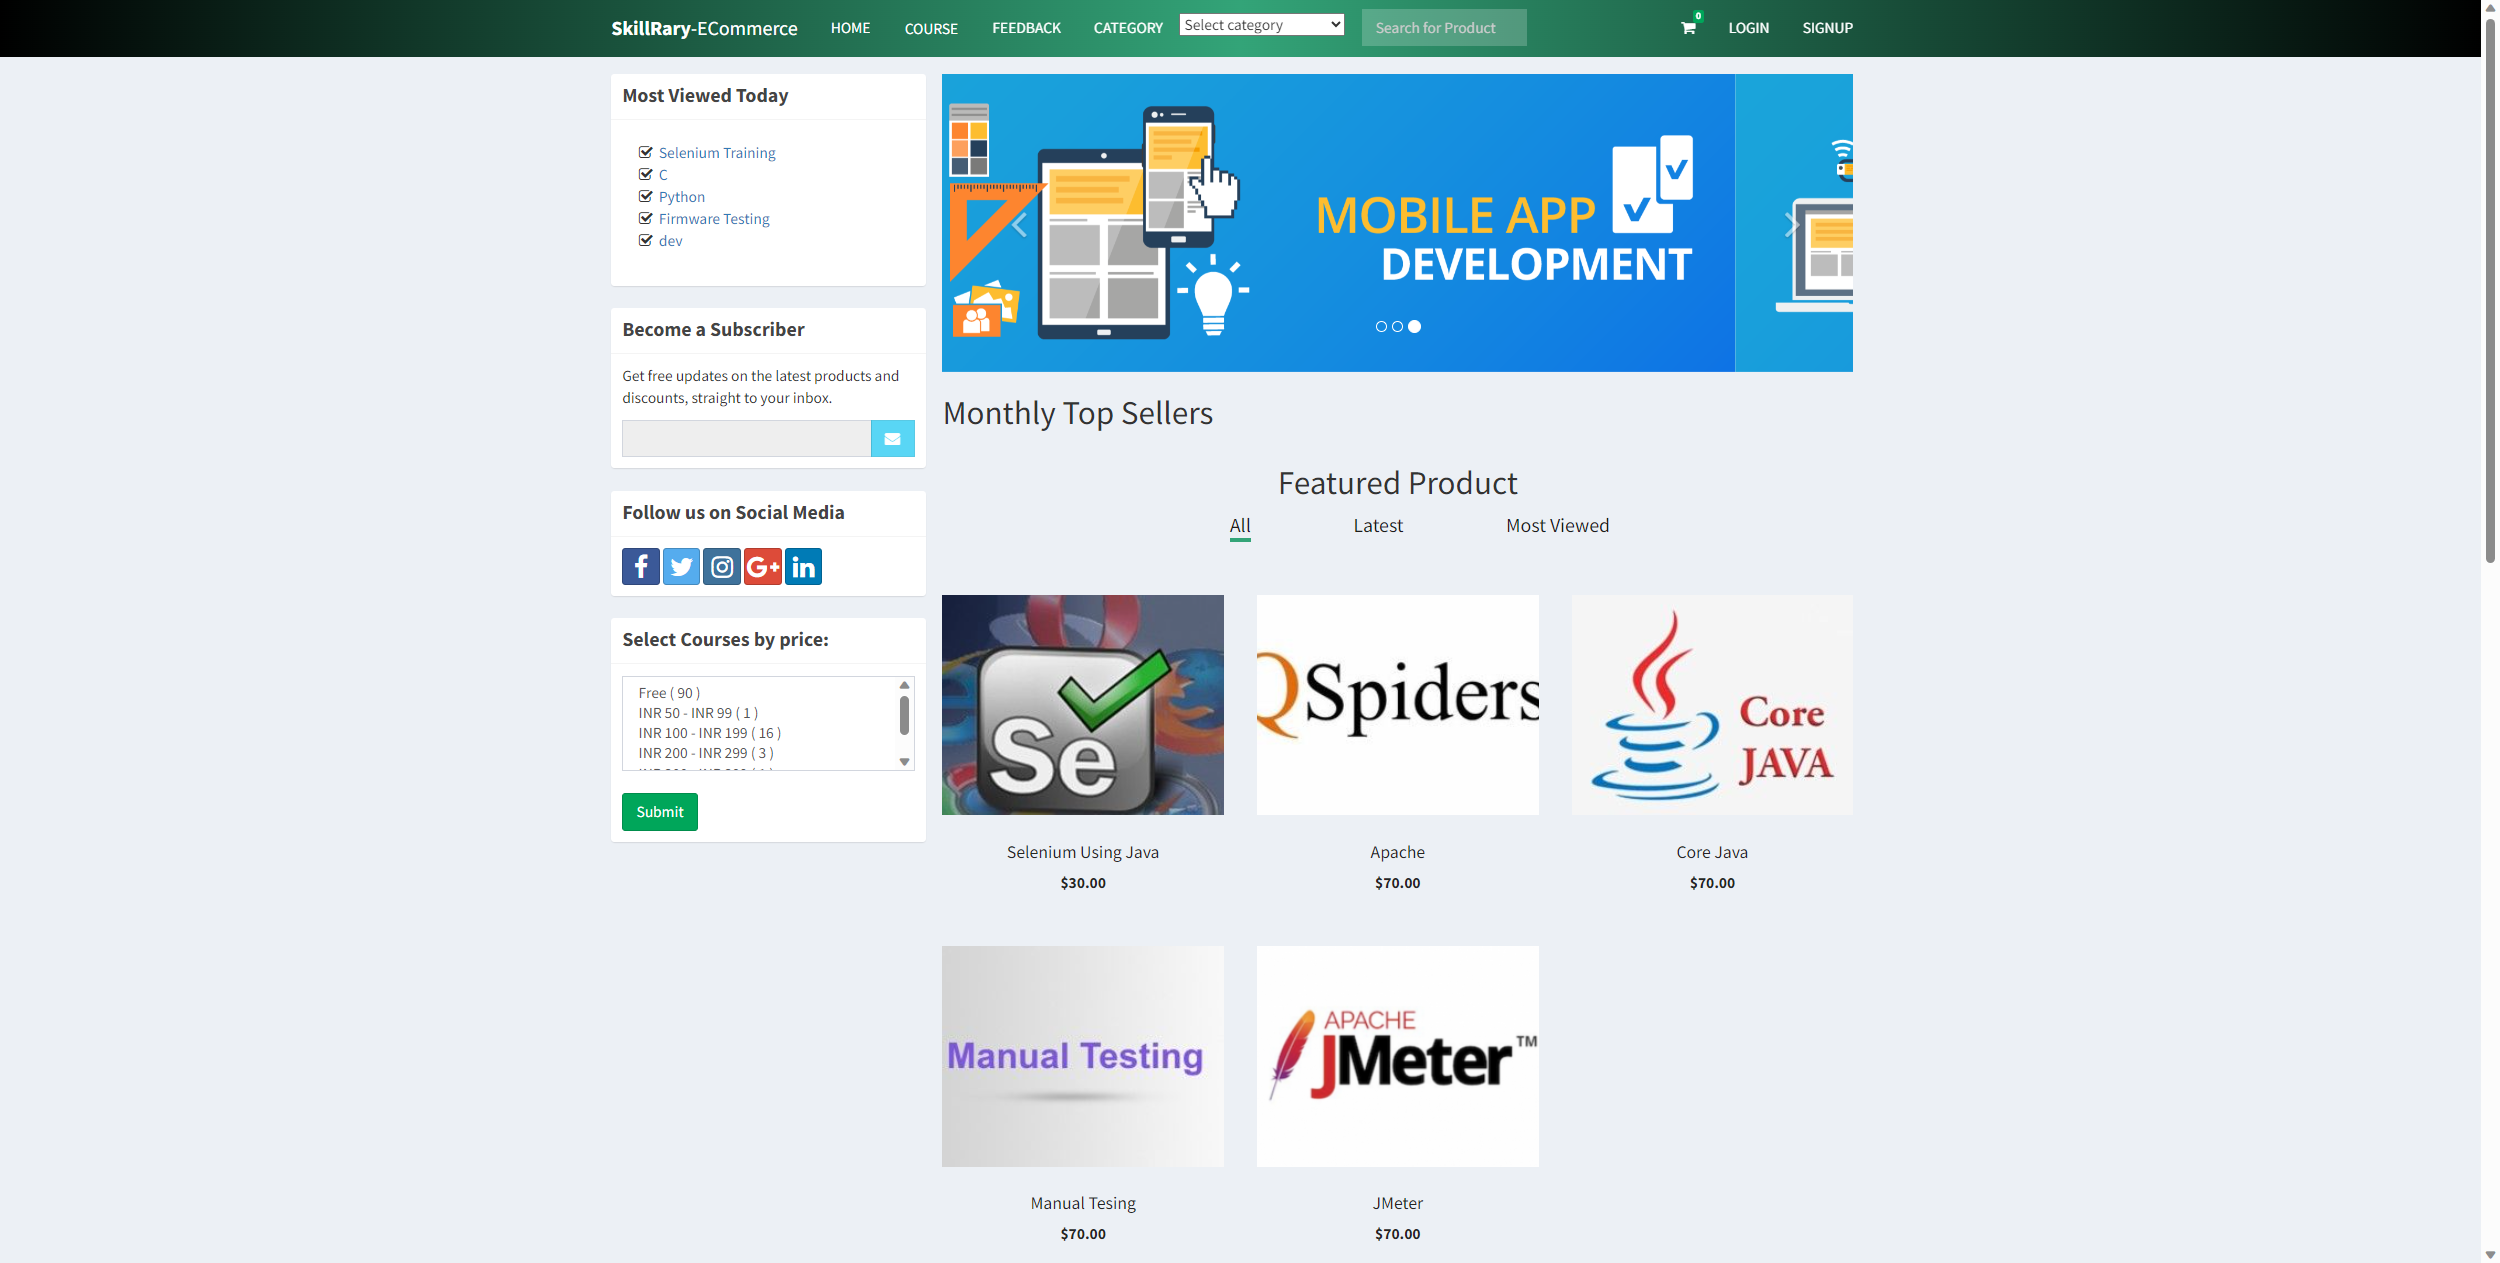 SkillRary-ECommerce HOME COURSE FEEDBACK CATEGORY Select category Search for Product 0 LOGIN SIGNUP
Most Viewed Today
Selenium Training
C
Python
Firmware Testing
dev
Become a Subscriber
Get free updates on the latest products and
discounts, straight to your inbox.
Follow us on Social Media
f G+ in
Select Courses by price:
Free ( 90 )
INR 50 - INR 99 ( 1 )
INR 100 - INR 199 ( 16 )
INR 200 - INR 299 ( 3 )
Submit
MOBILE APP
DEVELOPMENT
Monthly Top Sellers
Featured Product
All Latest Most Viewed
Se
QSpiders
Core
JAVA
Selenium Using Java Apache Core Java
$30.00 $70.00 $70.00
Manual Testing
APACHE
JMeter™
Manual Tesing JMeter
$70.00 $70.00